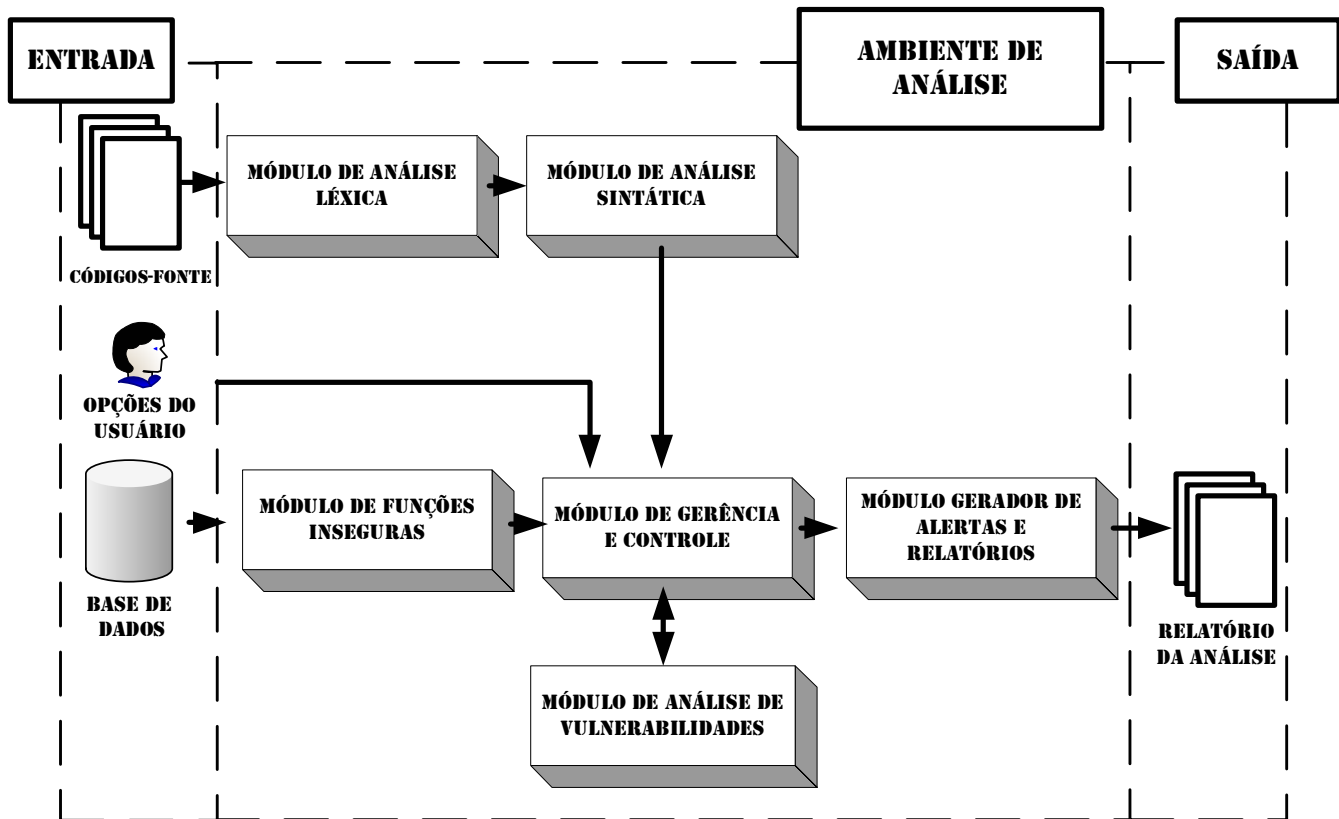 ENTRADA
AMBIENTE DE
ANÁLISE
SAÍDA
MÓDULO DE ANÁLISE
LÉXICA
MÓDULO DE ANÁLISE
SINTÁTICA
CÓDIGOS-FONTE
OPÇÕES DO
USUÁRIO
MÓDULO DE FUNÇÕES
INSEGURAS
MÓDULO DE GERÊNCIA
E CONTROLE
MÓDULO GERADOR DE
ALERTAS E
RELATÓRIOS
BASE DE
DADOS
RELATÓRIO
DA ANÁLISE
MÓDULO DE ANÁLISE DE
VULNERABILIDADES